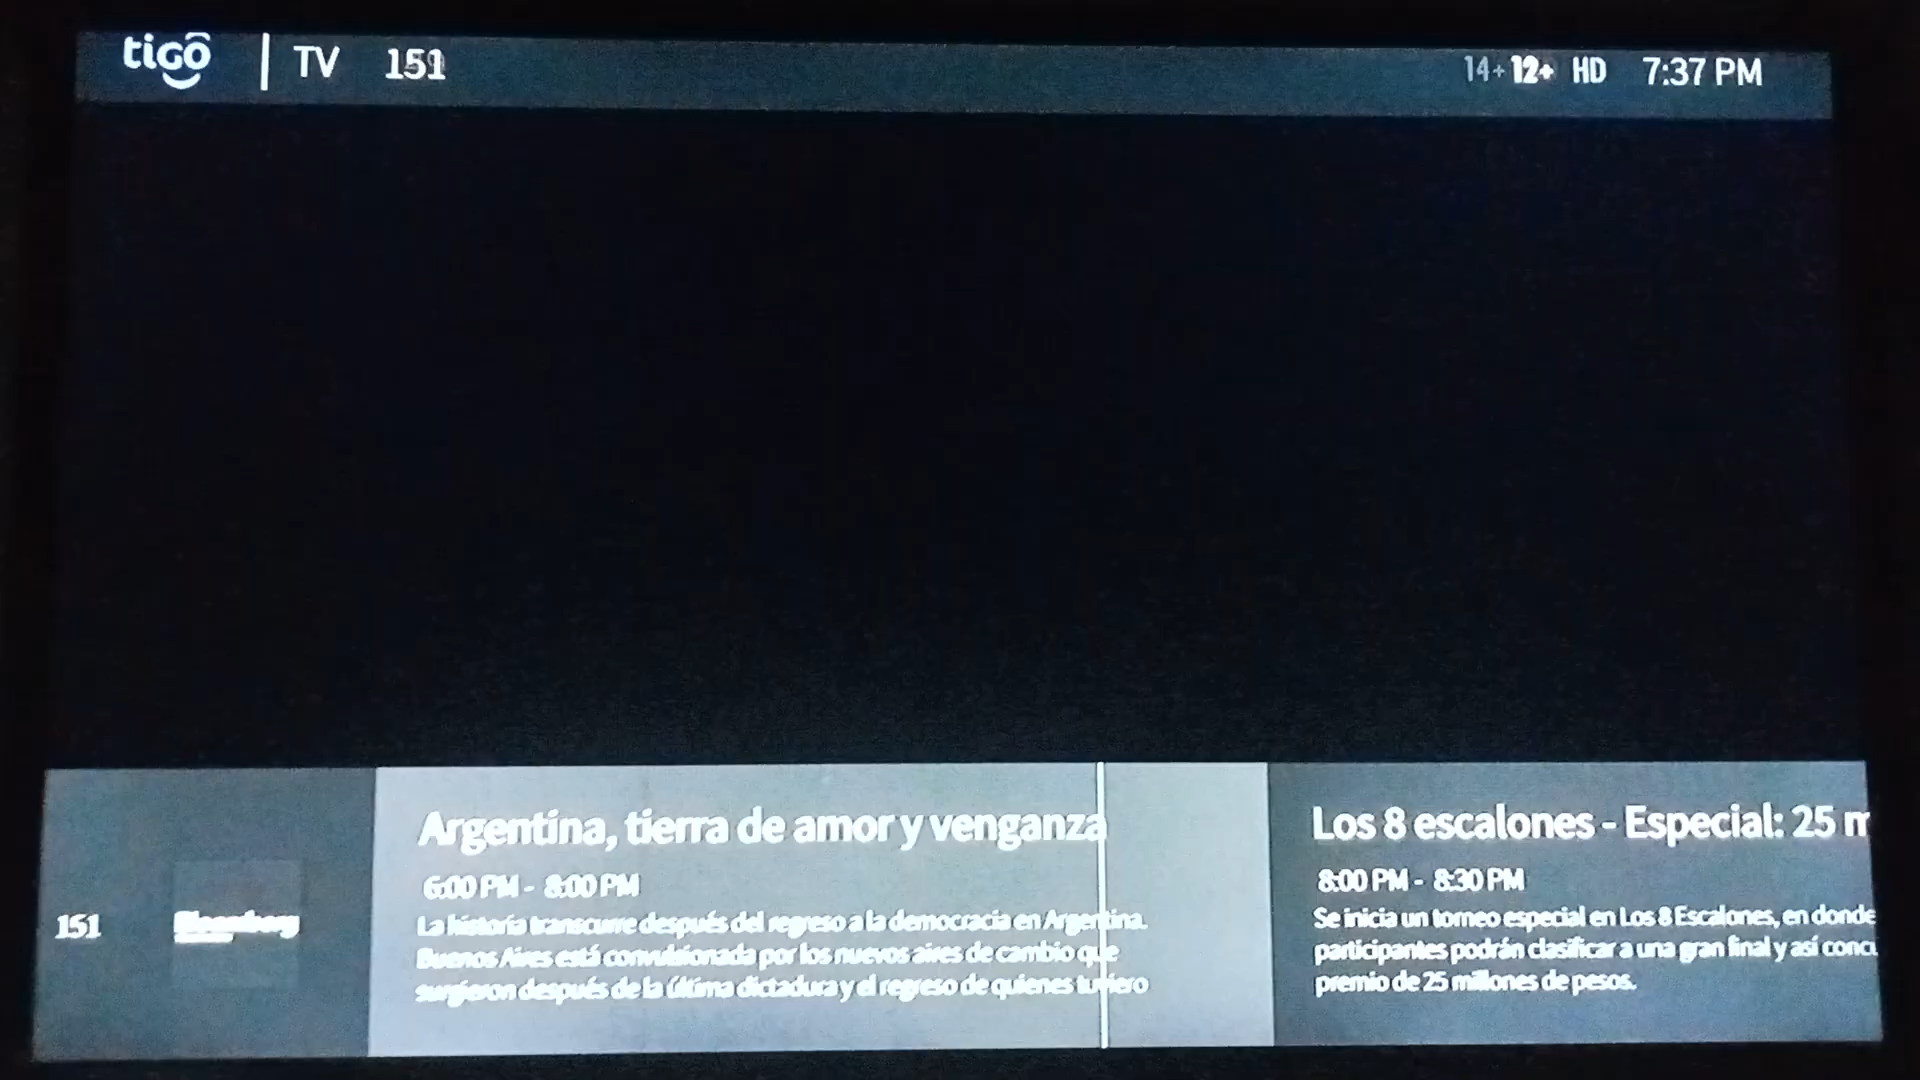 tigo | TV 151
12+ HD 7:37 PM
151
Bloomberg
Argentina, tierra de amor y venganza
6:00 PM - 8:00 PM
La historia transcurre después del regreso a la democracia en Argentina.
Buenos Aires está convulsionada por los nuevos aires de cambio que
surgieron después de la última dictadura y el regreso de quienes tuviero
Los 8 escalones - Especial: 25 m
8:00 PM - 8:30 PM
Se inicia un torneo especial en Los 8 Escalones, en donde
participantes podrán clasificar a una gran final y así concu
premio de 25 millones de pesos.